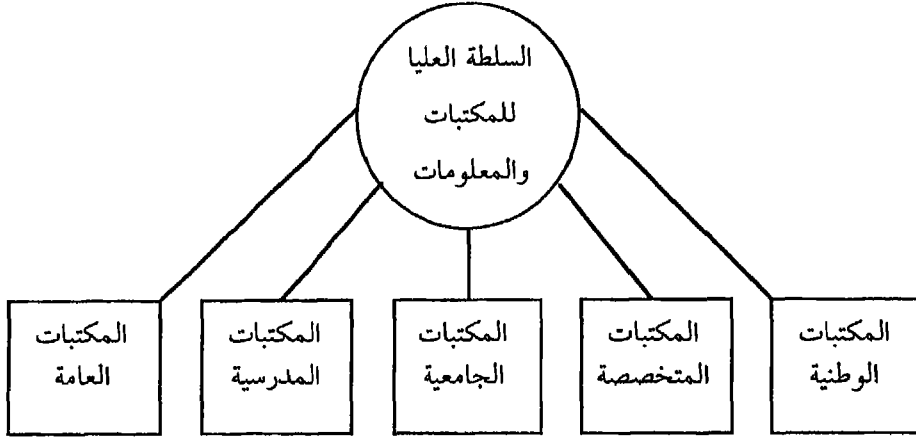 السلطة العليا
للمكتبات
والمعلومات
المكتبات
الوطنية
المكتبات
المتخصصة
المكتبات
الجامعية
المكتبات
المدرسية
المكتبات
العامة